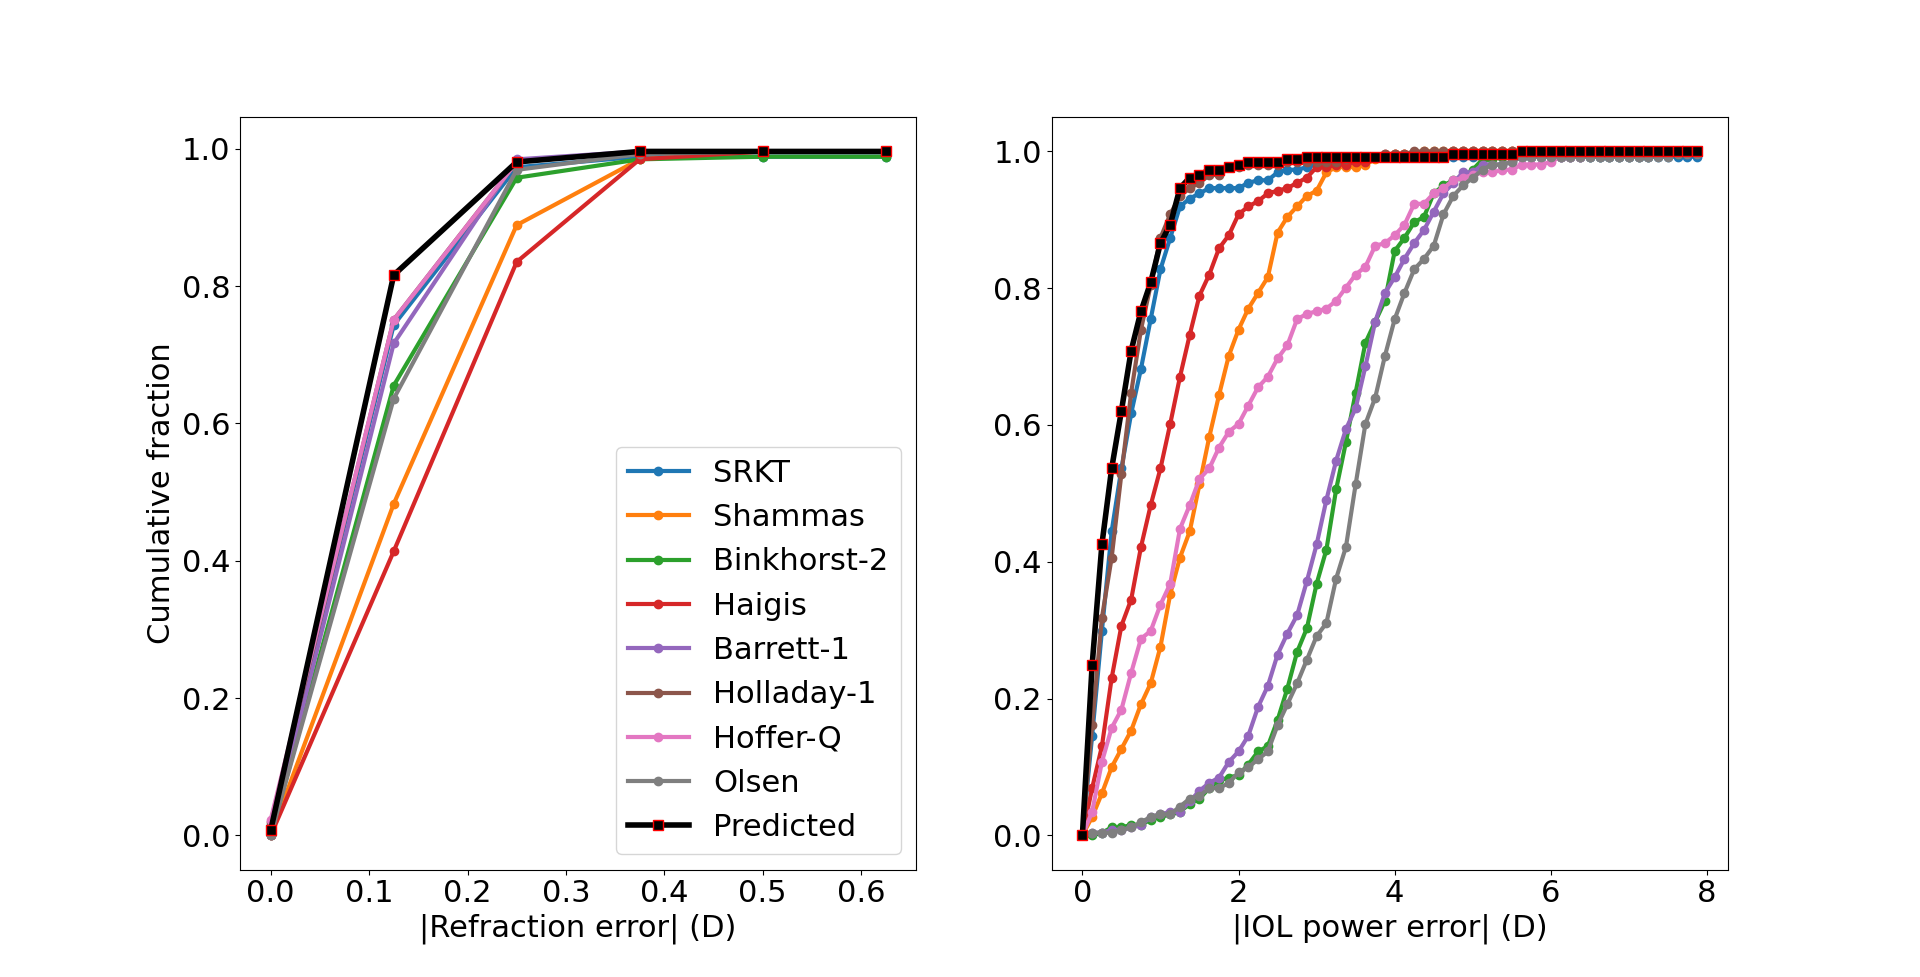 Cumulative fraction
1.0
0.8
0.6
0.4
0.2
0.0
0.0 0.1 0.2 0.3 0.4 0.5 0.6
|Refraction error| (D)
SRKT
Shammas
Binkhorst-2
Haigis
Barrett-1
Holladay-1
Hoffer-Q
Olsen
Predicted
1.0
0.8
0.6
0.4
0.2
0.0
0 2 4 6 8
|IOL power error| (D)